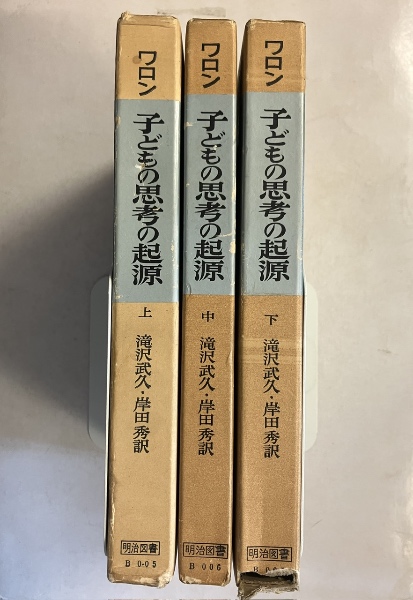 ワロン
子どもの思考の起源
上
滝沢武久・岸田秀訳
明治図書
B 0-05
ワロン
子どもの思考の起源
中
滝沢武久・岸田秀訳
明治図書
B 006
ワロン
子どもの思考の起源
下
滝沢武久・岸田秀訳
明治図書